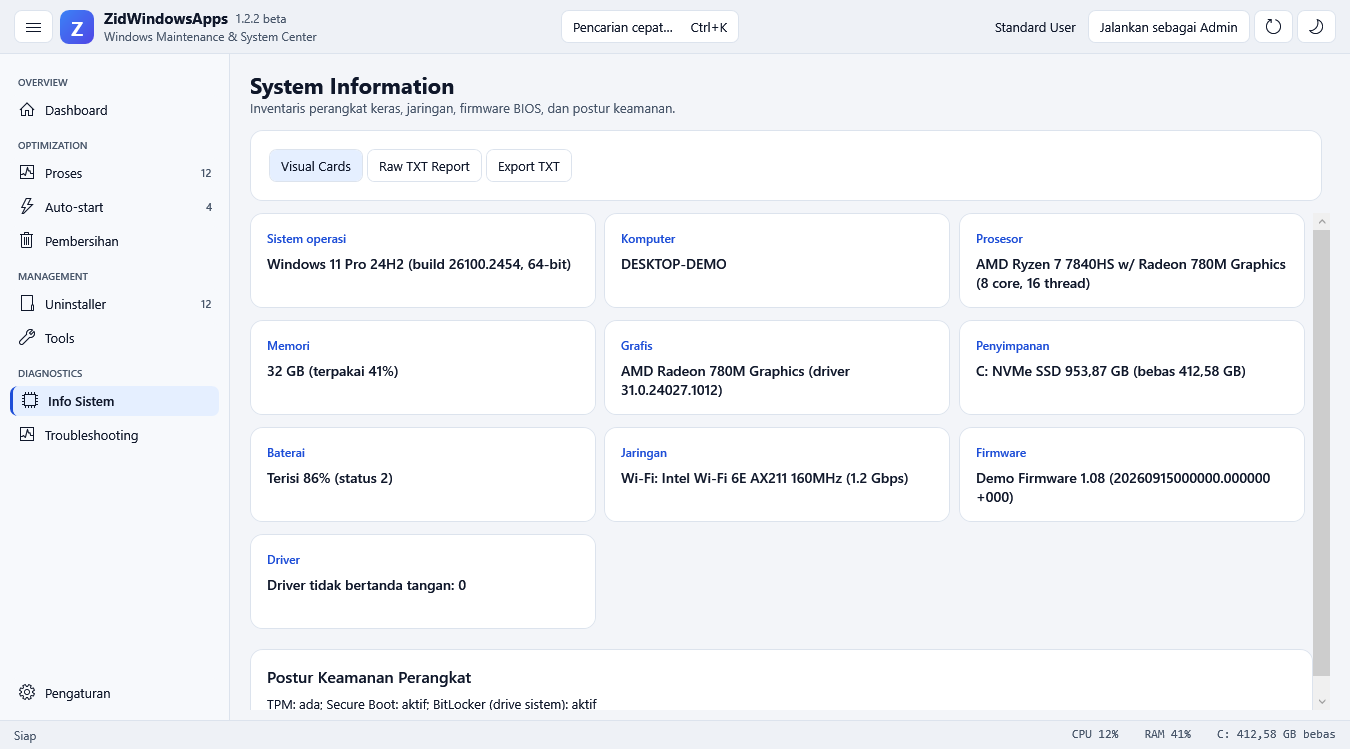 Z
ZidWindowsApps 1.2.2 beta
Windows Maintenance & System Center
Pencarian cepat... Ctrl+K
Standard User
Jalankan sebagai Admin
OVERVIEW
Dashboard
OPTIMIZATION
Proses 12
Auto-start 4
Pembersihan
MANAGEMENT
Uninstaller 12
Tools
DIAGNOSTICS
Info Sistem
Troubleshooting
Pengaturan
System Information
Inventaris perangkat keras, jaringan, firmware BIOS, dan postur keamanan.
Visual Cards
Raw TXT Report
Export TXT
Sistem operasi
Windows 11 Pro 24H2 (build 26100.2454, 64-bit)
Komputer
DESKTOP-DEMO
Prosesor
AMD Ryzen 7 7840HS w/ Radeon 780M Graphics
(8 core, 16 thread)
Memori
32 GB (terpakai 41%)
Grafis
AMD Radeon 780M Graphics (driver
31.0.24027.1012)
Penyimpanan
C: NVMe SSD 953,87 GB (bebas 412,58 GB)
Baterai
Terisi 86% (status 2)
Jaringan
Wi-Fi: Intel Wi-Fi 6E AX211 160MHz (1.2 Gbps)
Firmware
Demo Firmware 1.08 (20260915000000.000000
+000)
Driver
Driver tidak bertanda tangan: 0
Postur Keamanan Perangkat
TPM: ada; Secure Boot: aktif; BitLocker (drive sistem): aktif
Siap
CPU 12% RAM 41% C: 412,58 GB bebas